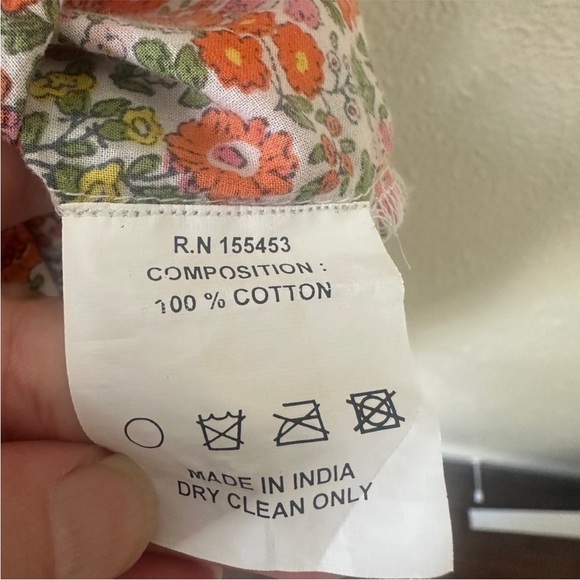 R.N 155453
COMPOSITION :
100 % COTTON
MADE IN INDIA
DRY CLEAN ONLY